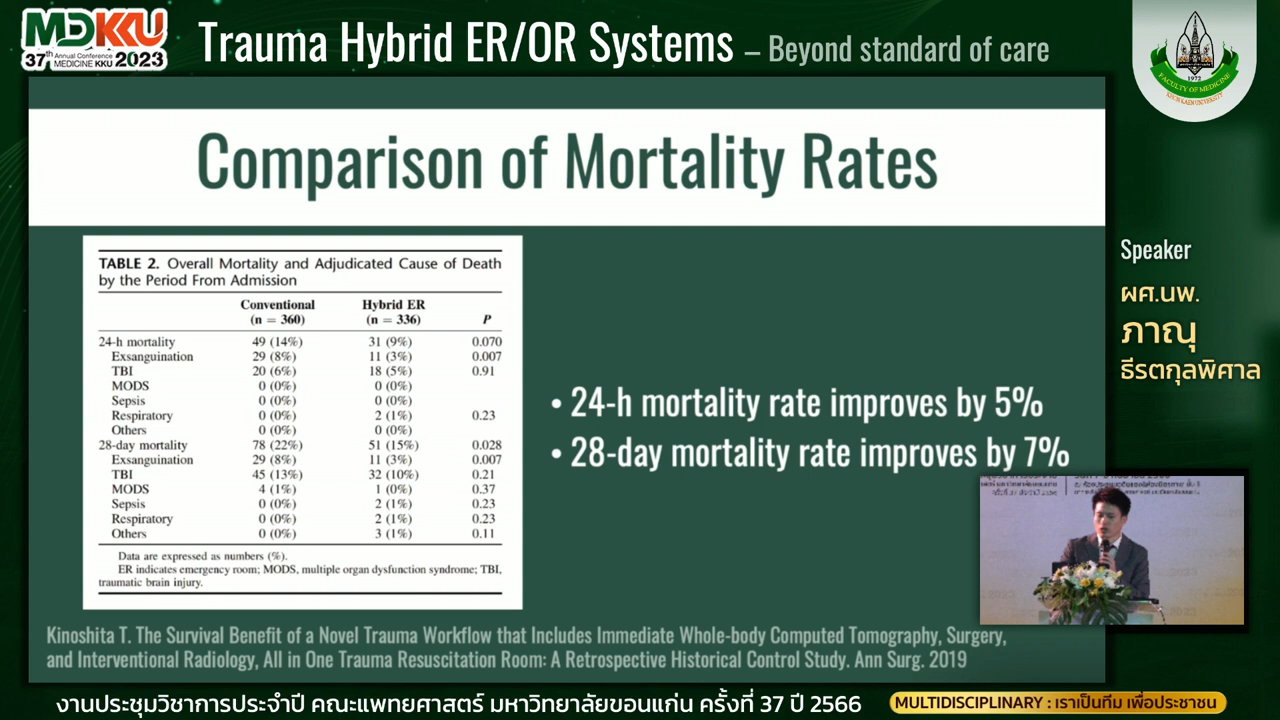 MDKKU
37th Annual Conference MEDICINE KKU 2023
Trauma Hybrid ER/OR Systems – Beyond standard of care
1972
FACULTY OF MEDICINE
KHON KAEN UNIVERSITY
Comparison of Mortality Rates
TABLE 2. Overall Mortality and Adjudicated Cause of Death
by the Period From Admission
Conventional Hybrid ER
(n = 360) (n = 336) P
24-h mortality 49 (14%) 31 (9%) 0.070
Exsanguination 29 (8%) 11 (3%) 0.007
TBI 20 (6%) 18 (5%) 0.91
MODS 0 (0%) 0 (0%)
Sepsis 0 (0%) 0 (0%)
Respiratory 0 (0%) 2 (1%) 0.23
Others 0 (0%) 0 (0%)
28-day mortality 78 (22%) 51 (15%) 0.028
Exsanguination 29 (8%) 11 (3%) 0.007
TBI 45 (13%) 32 (10%) 0.21
MODS 4 (1%) 1 (0%) 0.37
Sepsis 0 (0%) 2 (1%) 0.23
Respiratory 0 (0%) 2 (1%) 0.23
Others 0 (0%) 3 (1%) 0.11
Data are expressed as numbers (%).
ER indicates emergency room; MODS, multiple organ dysfunction syndrome; TBI,
traumatic brain injury.
• 24-h mortality rate improves by 5%
• 28-day mortality rate improves by 7%
Kinoshita T. The Survival Benefit of a Novel Trauma Workflow that Includes Immediate Whole-body Computed Tomography, Surgery,
and Interventional Radiology, All in One Trauma Resuscitation Room: A Retrospective Historical Control Study. Ann Surg. 2019
Speaker
ผศ.นพ.
ภาณุ
ธีรตกุลพิศาล
งานประชุมวิชาการประจำปี คณะแพทยศาสตร์ มหาวิทยาลัยขอนแก่น ครั้งที่ 37 ปี 2566
MULTIDISCIPLINARY : เราเป็นทีม เพื่อประชาชน